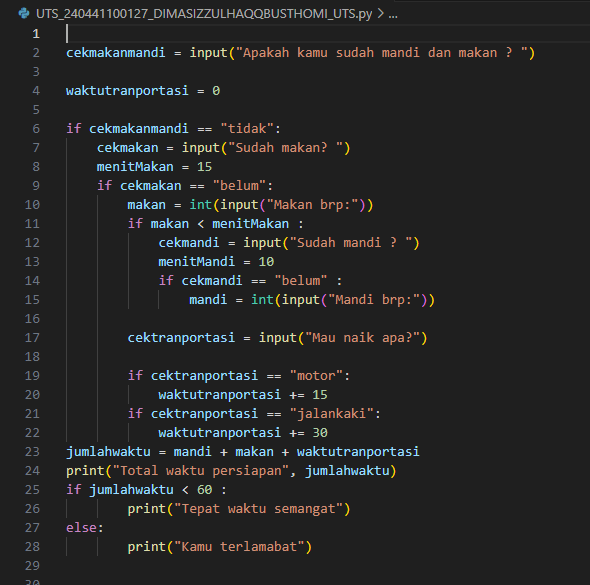 UTS_240441100127_DIMASIZZULHAQQBUSTHOMI_UTS.py > ...
1
2 cekmakanmandi = input("Apakah kamu sudah mandi dan makan ? ")
3
4 waktutranportasi = 0
5
6 if cekmakanmandi == "tidak":
7     cekmakan = input("Sudah makan? ")
8     menitMakan = 15
9     if cekmakan == "belum":
10         makan = int(input("Makan brp:"))
11         if makan < menitMakan :
12             cekmandi = input("Sudah mandi ? ")
13             menitMandi = 10
14             if cekmandi == "belum" :
15                 mandi = int(input("Mandi brp:"))
16
17         cektranportasi = input("Mau naik apa?")
18
19         if cektranportasi == "motor":
20             waktutranportasi += 15
21         if cektranportasi == "jalankaki":
22             waktutranportasi += 30
23 jumlahwaktu = mandi + makan + waktutranportasi
24 print("Total waktu persiapan", jumlahwaktu)
25 if jumlahwaktu < 60 :
26         print("Tepat waktu semangat")
27 else:
28         print("Kamu terlamabat")
29
30